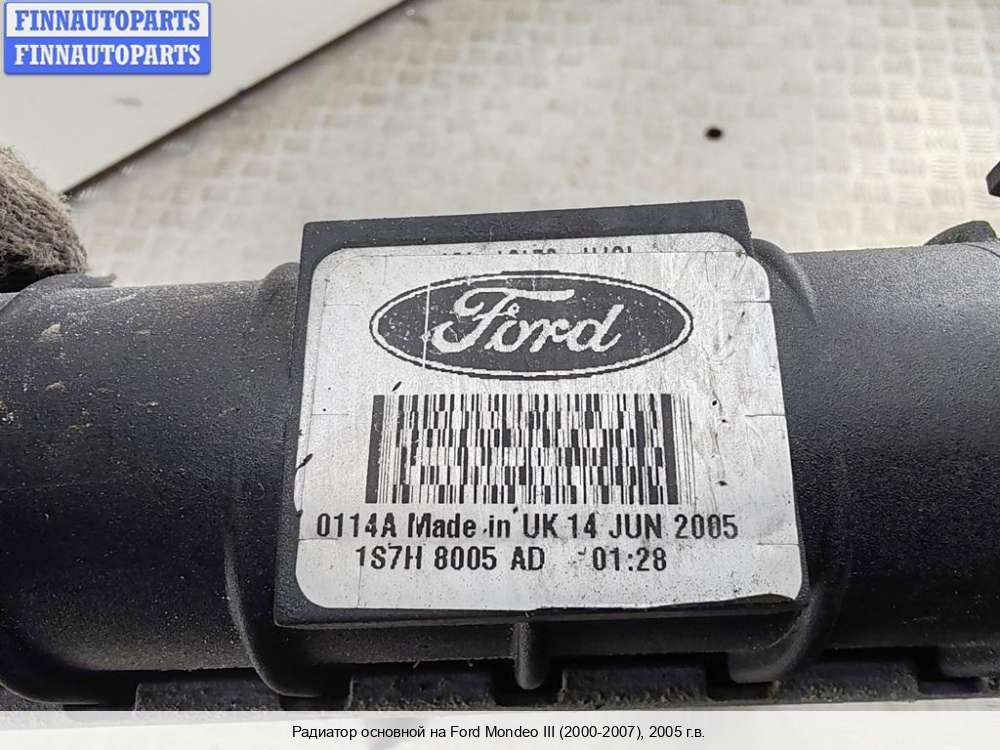 FINNAUTOPARTS
FINNAUTOPARTS
Ford
0114A Made in UK 14 JUN 2005
1S7H 8005 AD 01:28
Радиатор основной на Ford Mondeo III (2000-2007), 2005 г.в.